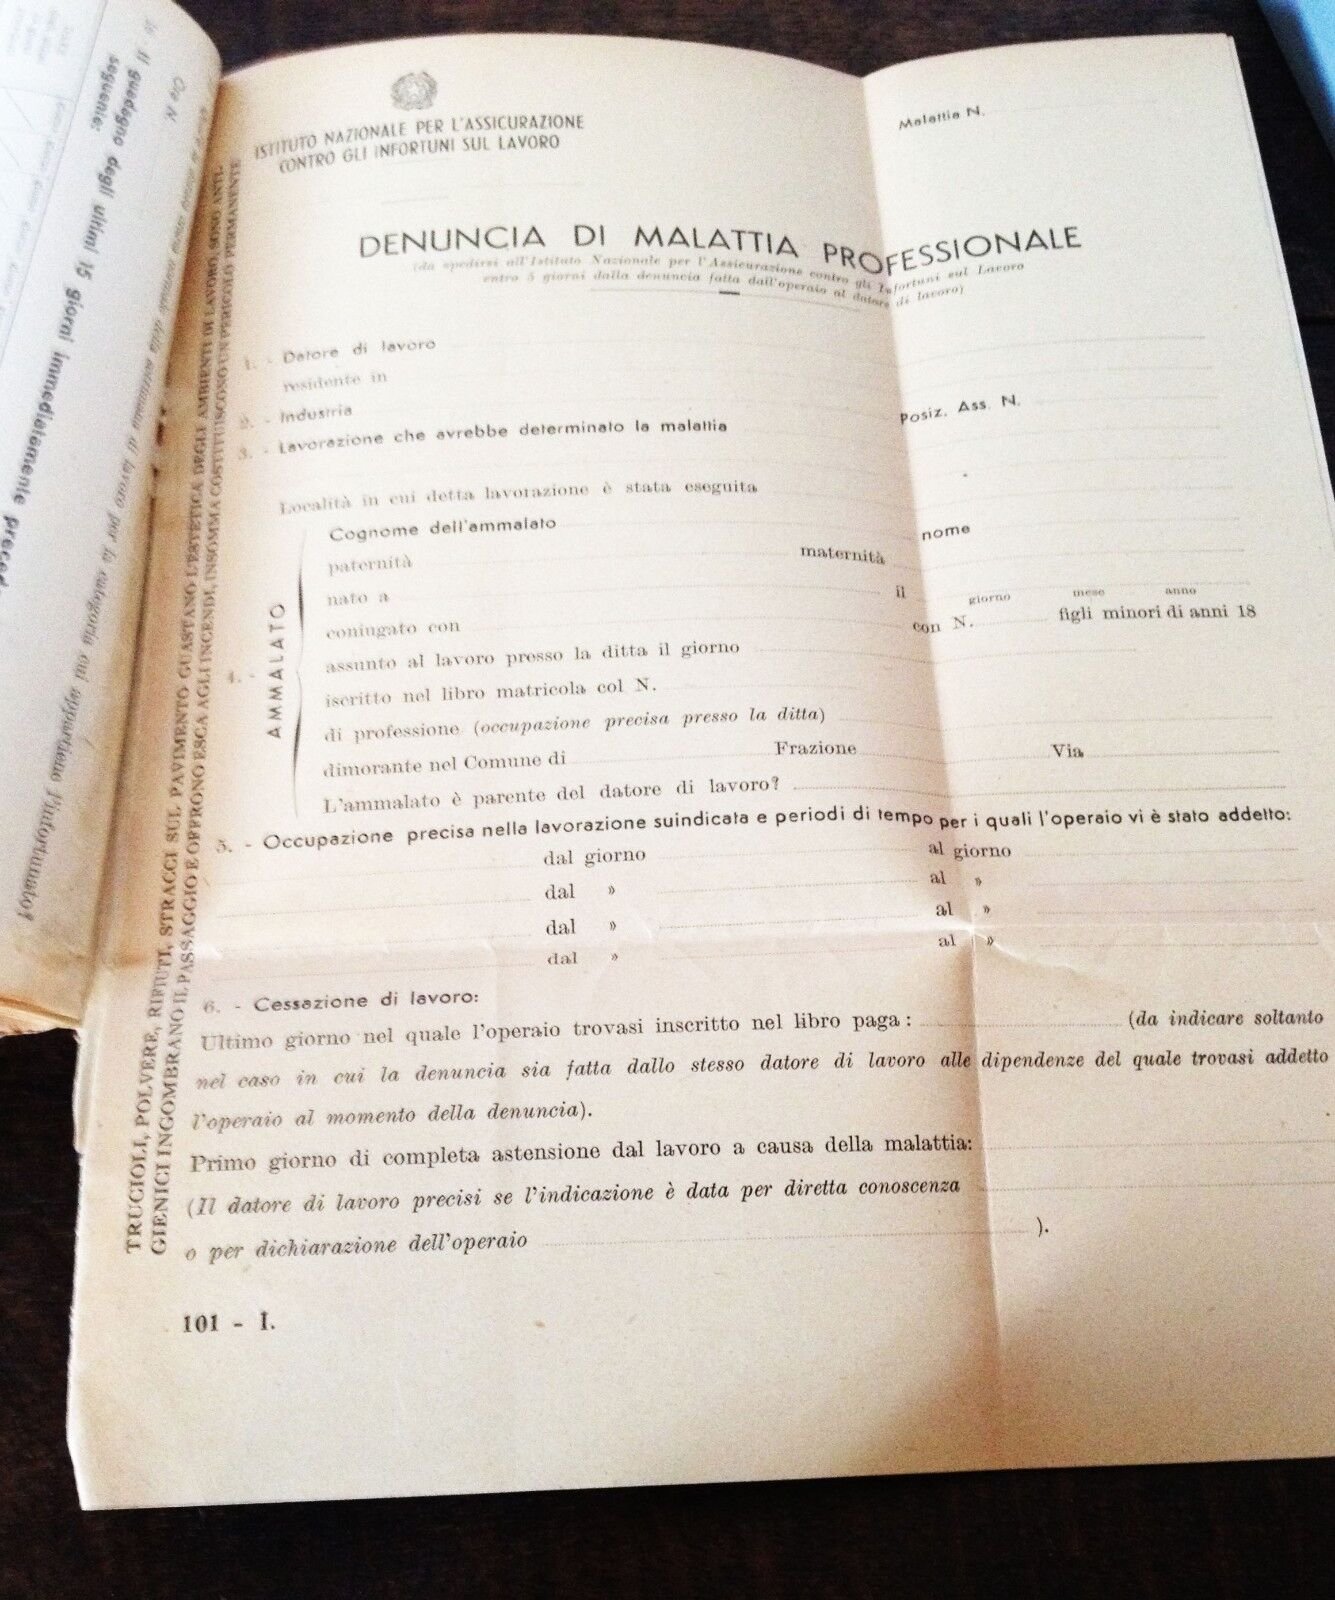 Ore N.
Io Il guadagno degli ultimi 15 giorni immediatamente preced
seguente:
della settimana di lavoro per la categoria cui appartiene l'infortunato?
TRUCIOLI, POLVERE, RIFIUTI, STRACCI SUL PAVIMENTO GUASTANO L'ESTETICA DEGLI AMBIENTI DI LAVORO, SONO ANTI-
GIENICI INGOMBRANO IL PASSAGGIO E OFFRONO ESCA AGLI INCENDI, INSOMMA COSTITUISCONO UN PERICOLO PERMANENTE
ISTITUTO NAZIONALE PER L'ASSICURAZIONE
CONTRO GLI INFORTUNI SUL LAVORO
Malattia N.
DENUNCIA DI MALATTIA PROFESSIONALE
(da spedirsi all'Istituto Nazionale per l'Assicurazione contro gli Infortuni sul Lavoro
entro 5 giorni dalla denuncia fatta dall'operaio al datore di lavoro)
1. - Datore di lavoro
residente in
2. - Industria Posiz. Ass. N.
3. - Lavorazione che avrebbe determinato la malattia
Località in cui detta lavorazione è stata eseguita
4. - AMMALATO
Cognome dell'ammalato nome
paternità maternità
nato a il giorno mese anno
coniugato con con N. figli minori di anni 18
assunto al lavoro presso la ditta il giorno
iscritto nel libro matricola col N.
di professione (occupazione precisa presso la ditta)
dimorante nel Comune di Frazione Via
L'ammalato è parente del datore di lavoro?
5. - Occupazione precisa nella lavorazione suindicata e periodi di tempo per i quali l'operaio vi è stato addetto:
dal giorno al giorno
dal » al »
dal » al »
dal » al »
6. - Cessazione di lavoro:
Ultimo giorno nel quale l'operaio trovasi inscritto nel libro paga : (da indicare soltanto
nel caso in cui la denuncia sia fatta dallo stesso datore di lavoro alle dipendenze del quale trovasi addetto
l'operaio al momento della denuncia).
Primo giorno di completa astensione dal lavoro a causa della malattia:
(Il datore di lavoro precisi se l'indicazione è data per diretta conoscenza
o per dichiarazione dell'operaio ).
101 - I.